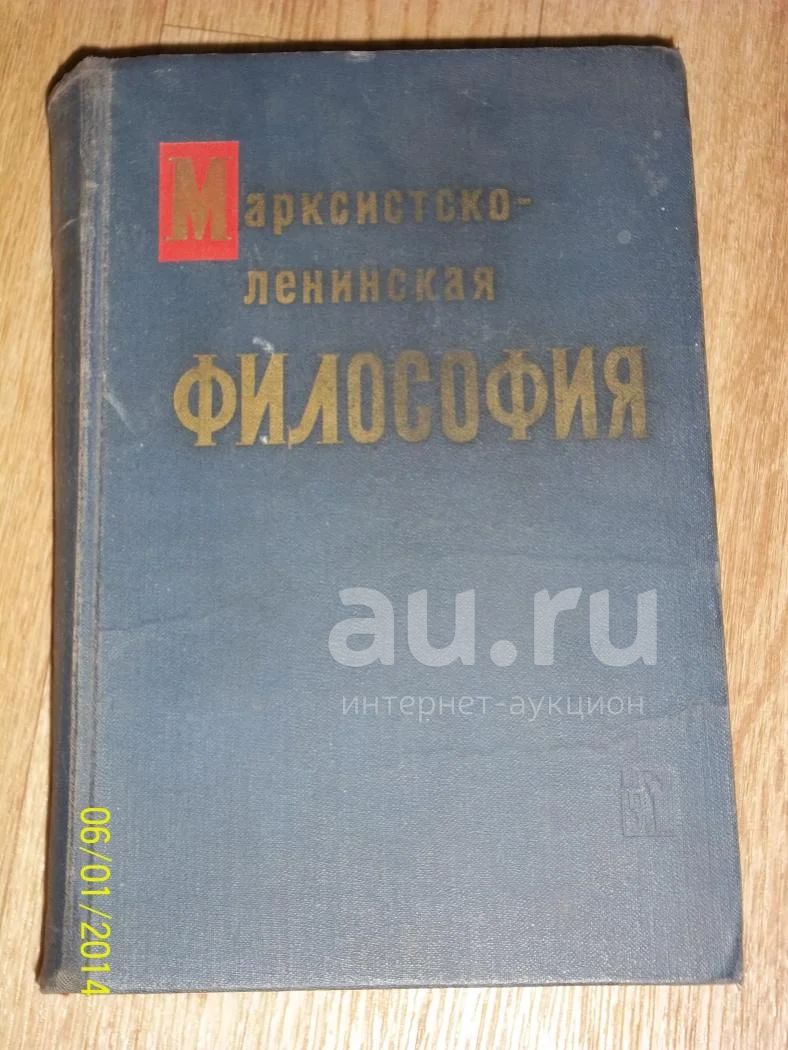 Марксистско-
ленинская
ФИЛОСОФИЯ
au.ru
интернет-аукцион
06/01/2014